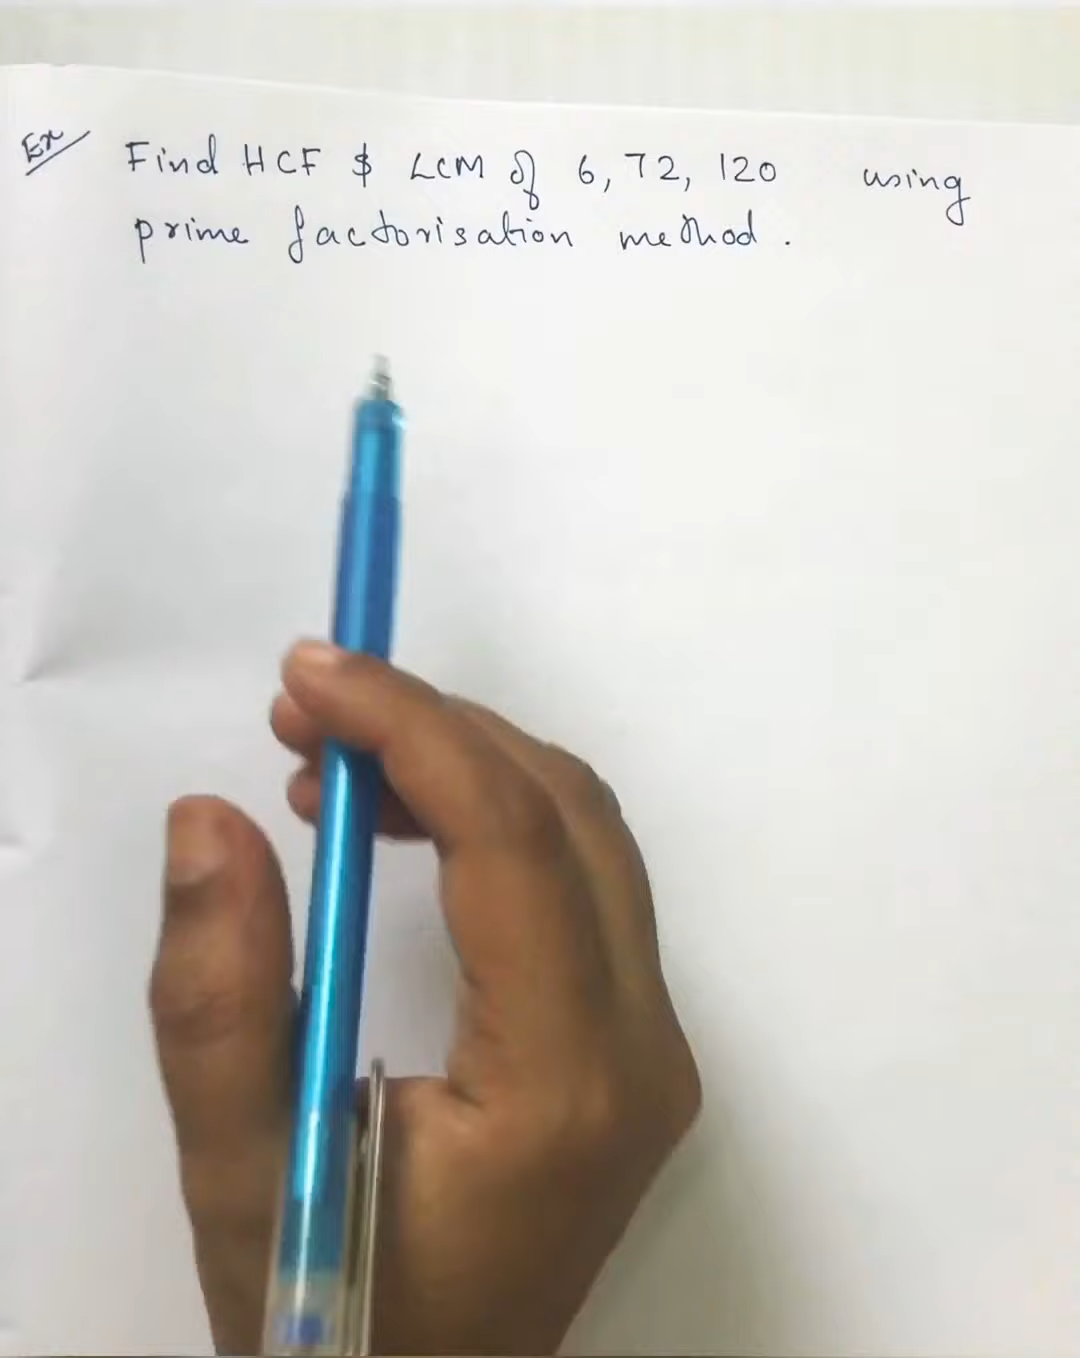 Ex Find HCF & LCM of 6, 72, 120 using
prime factorisation method.